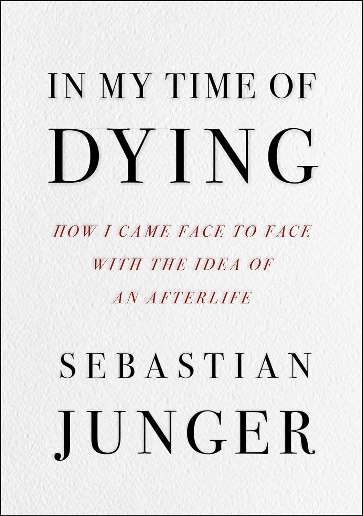 IN MY TIME OF
DYING
HOW I CAME FACE TO FACE
WITH THE IDEA OF
AN AFTERLIFE
SEBASTIAN
JUNGER